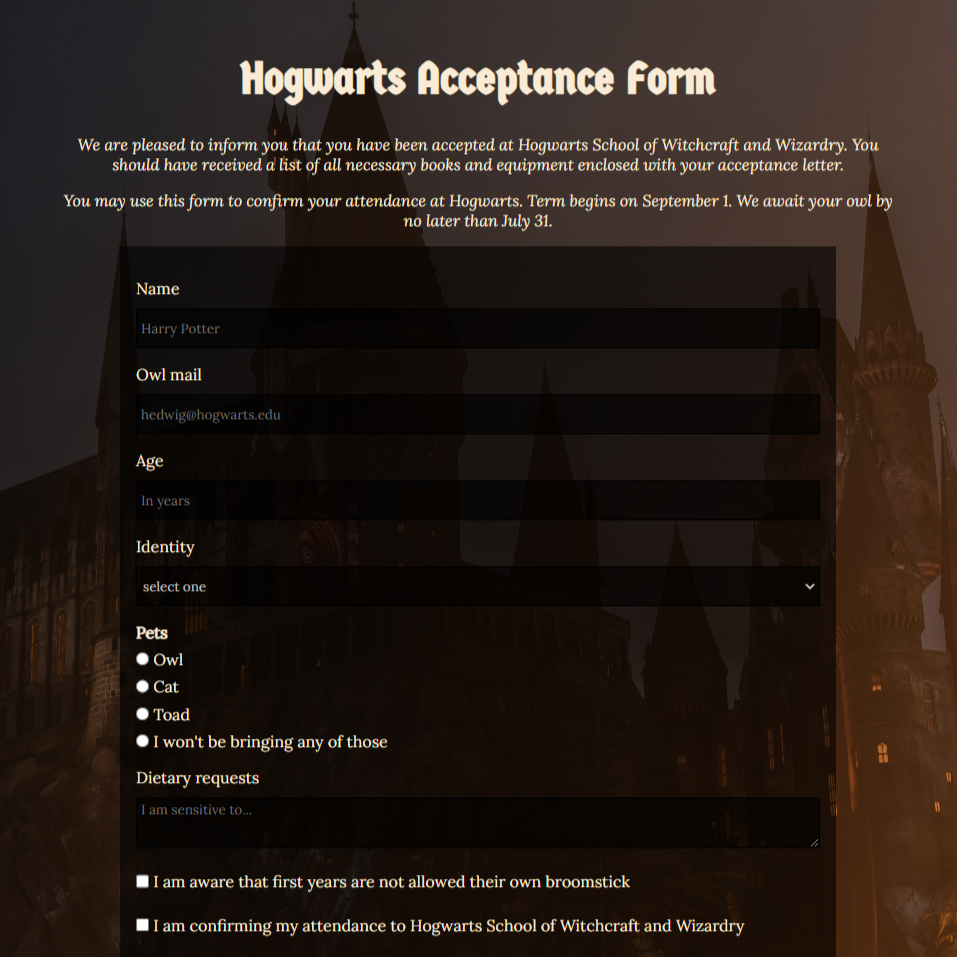 Hogwarts Acceptance Form
We are pleased to inform you that you have been accepted at Hogwarts School of Witchcraft and Wizardry. You
should have received a list of all necessary books and equipment enclosed with your acceptance letter.
You may use this form to confirm your attendance at Hogwarts. Term begins on September 1. We await your owl by
no later than July 31.
Name
Harry Potter
Owl mail
hedwig@hogwarts.edu
Age
In years
Identity
select one
Pets
Owl
Cat
Toad
I won't be bringing any of those
Dietary requests
I am sensitive to...
I am aware that first years are not allowed their own broomstick
I am confirming my attendance to Hogwarts School of Witchcraft and Wizardry